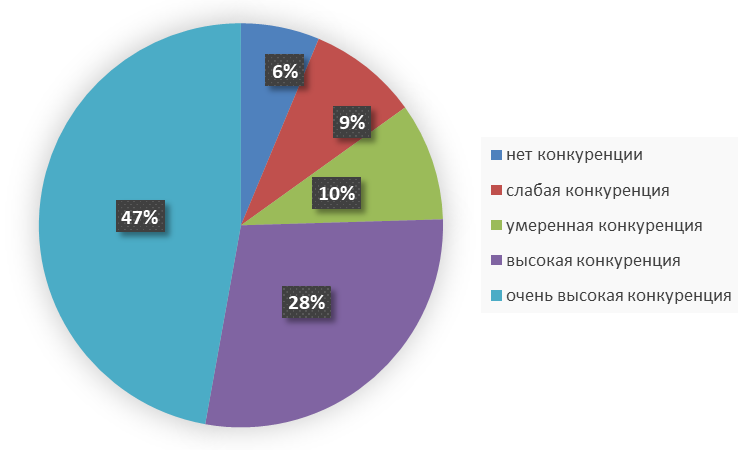 6%
9%
10%
28%
47%
нет конкуренции
слабая конкуренция
умеренная конкуренция
высокая конкуренция
очень высокая конкуренция